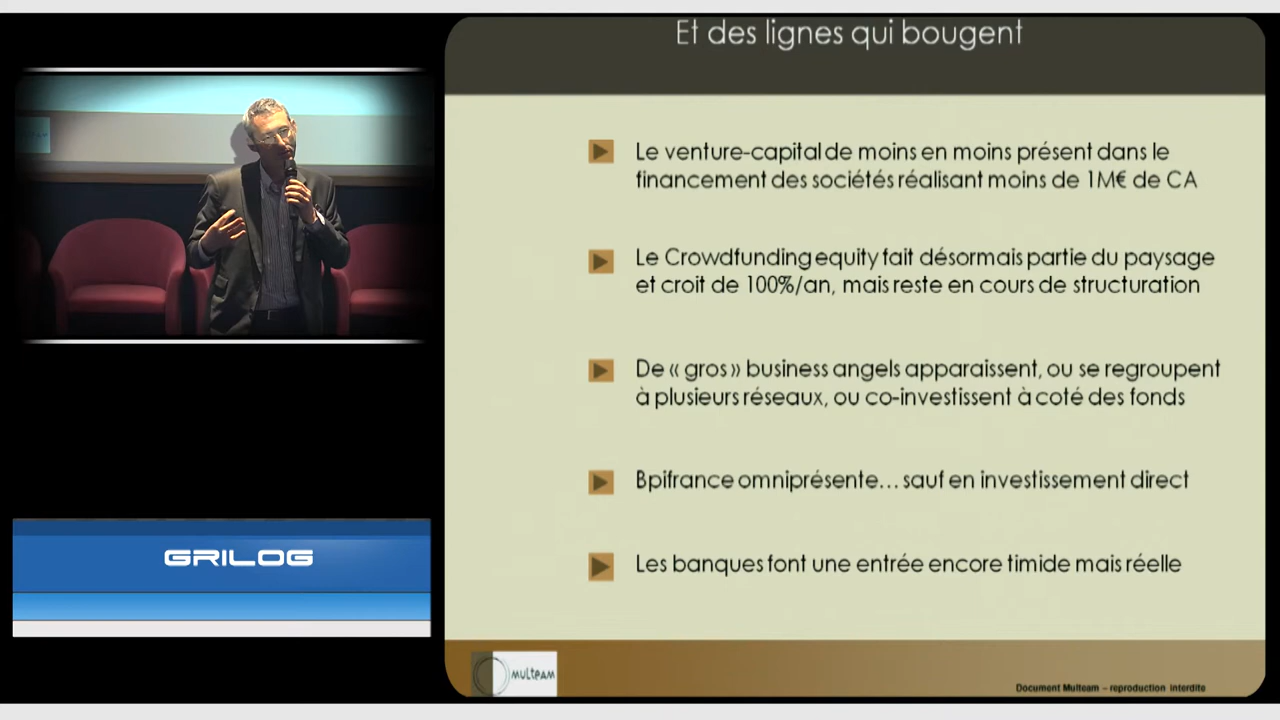 Et des lignes qui bougent
Le venture-capital de moins en moins présent dans le
financement des sociétés réalisant moins de 1M€ de CA
Le Crowdfunding equity fait désormais partie du paysage
et croit de 100%/an, mais reste en cours de structuration
De « gros » business angels apparaissent, ou se regroupent
à plusieurs réseaux, ou co-investissent à coté des fonds
Bpifrance omniprésente… sauf en investissement direct
Les banques font une entrée encore timide mais réelle
GRILOG
MULTEAM
Document Multeam – reproduction interdite